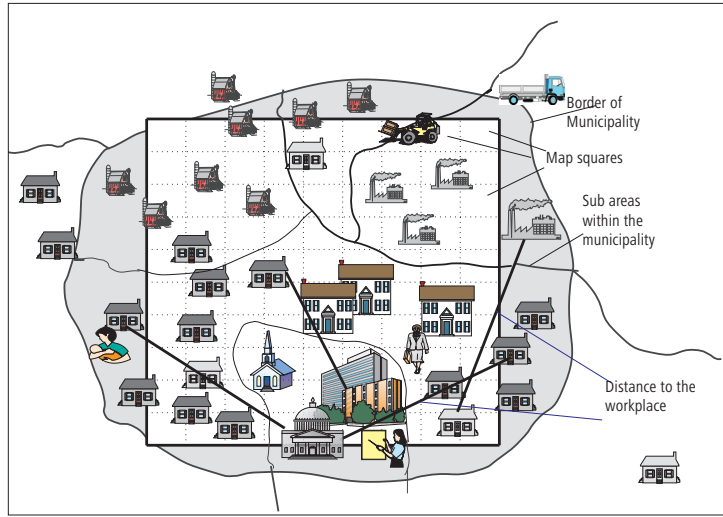 Border of
Municipality
Map squares
Sub areas
within the
municipality
Distance to the
workplace